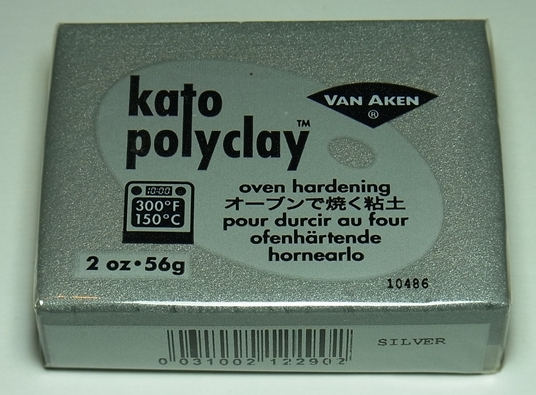 kato
polyclay™
VAN AKEN
®
10:00
300°F
150°C
oven hardening
オーブンで焼く粘土
pour durcir au four
ofenhärtende
hornearlo
2 oz•56g
10486
SILVER
0 031002 122902